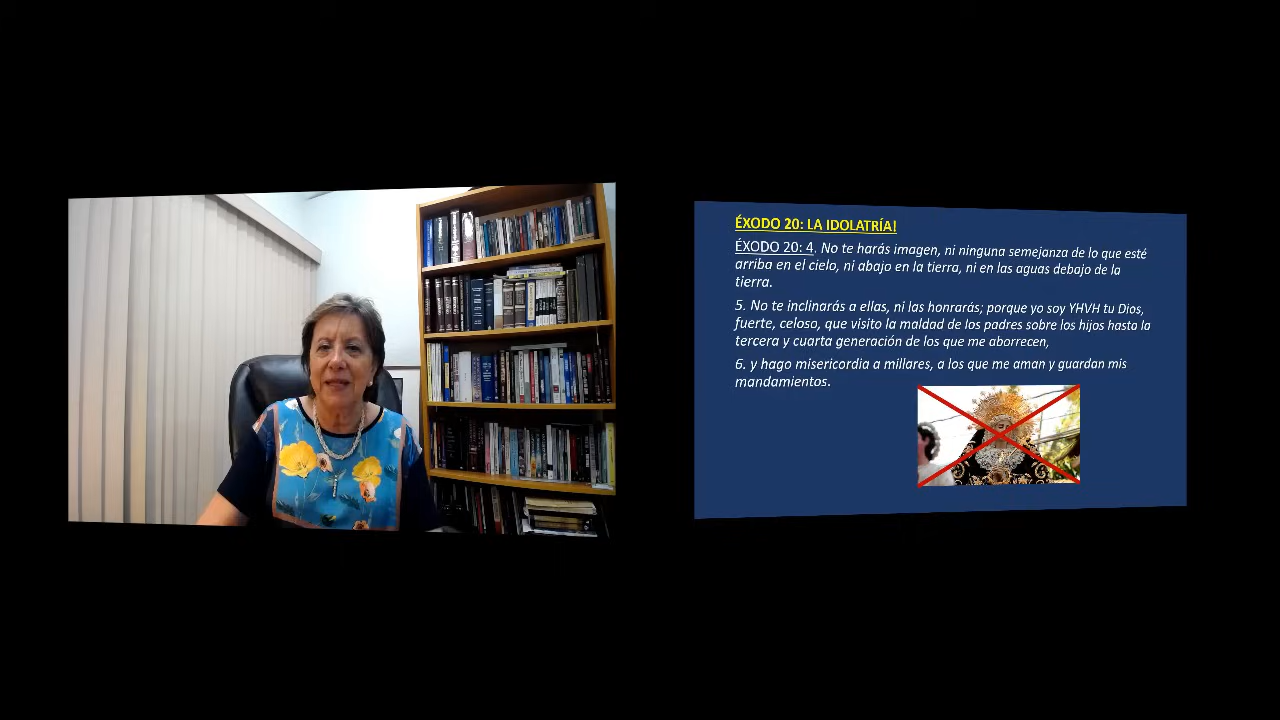 ÉXODO 20: LA IDOLATRÍA!
ÉXODO 20: 4. No te harás imagen, ni ninguna semejanza de lo que esté
arriba en el cielo, ni abajo en la tierra, ni en las aguas debajo de la
tierra.
5. No te inclinarás a ellas, ni las honrarás; porque yo soy YHVH tu Dios,
fuerte, celoso, que visito la maldad de los padres sobre los hijos hasta la
tercera y cuarta generación de los que me aborrecen,
6. y hago misericordia a millares, a los que me aman y guardan mis
mandamientos.